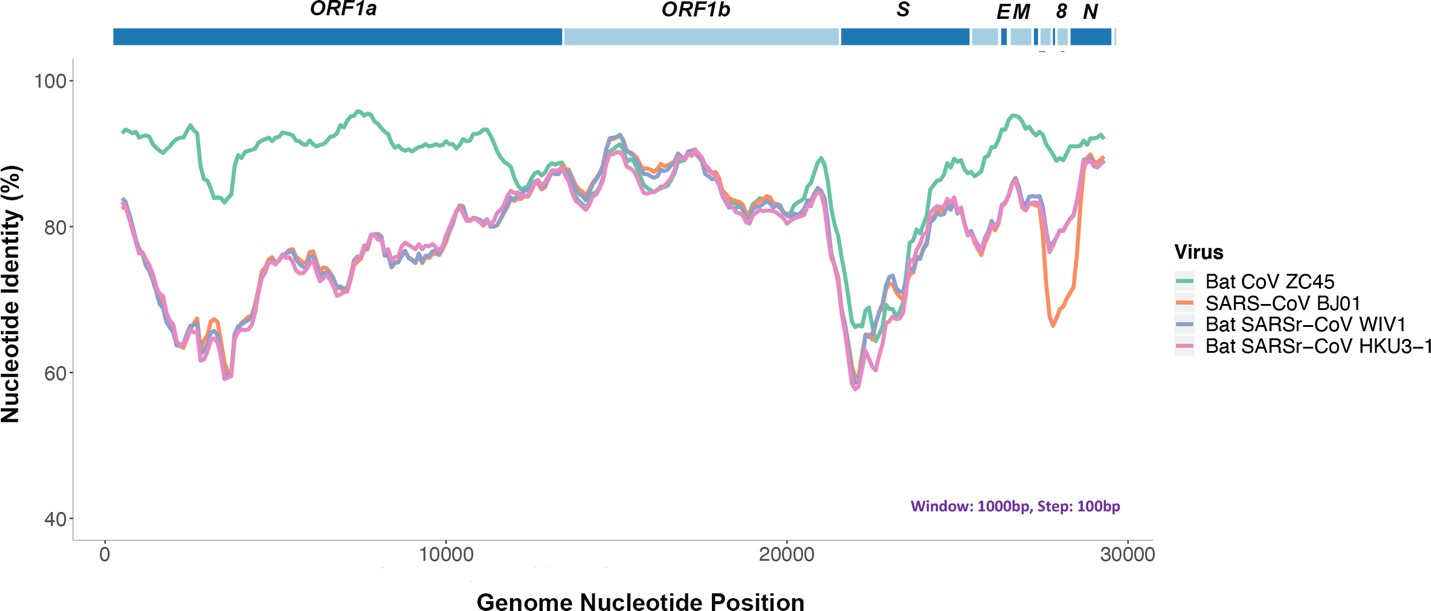 ORF1a ORF1b S E M 8 N
100
80
60
40
Nucleotide Identity (%)
0 10000 20000 30000
Genome Nucleotide Position
Window: 1000bp, Step: 100bp
Virus
Bat CoV ZC45
SARS−CoV BJ01
Bat SARSr−CoV WIV1
Bat SARSr−CoV HKU3−1